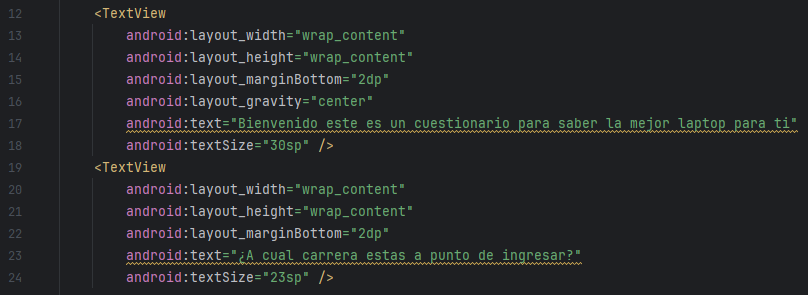 12 <TextView
13 android:layout_width="wrap_content"
14 android:layout_height="wrap_content"
15 android:layout_marginBottom="2dp"
16 android:layout_gravity="center"
17 android:text="Bienvenido este es un cuestionario para saber la mejor laptop para ti"
18 android:textSize="30sp" />
19 <TextView
20 android:layout_width="wrap_content"
21 android:layout_height="wrap_content"
22 android:layout_marginBottom="2dp"
23 android:text="¿A cual carrera estas a punto de ingresar?"
24 android:textSize="23sp" />